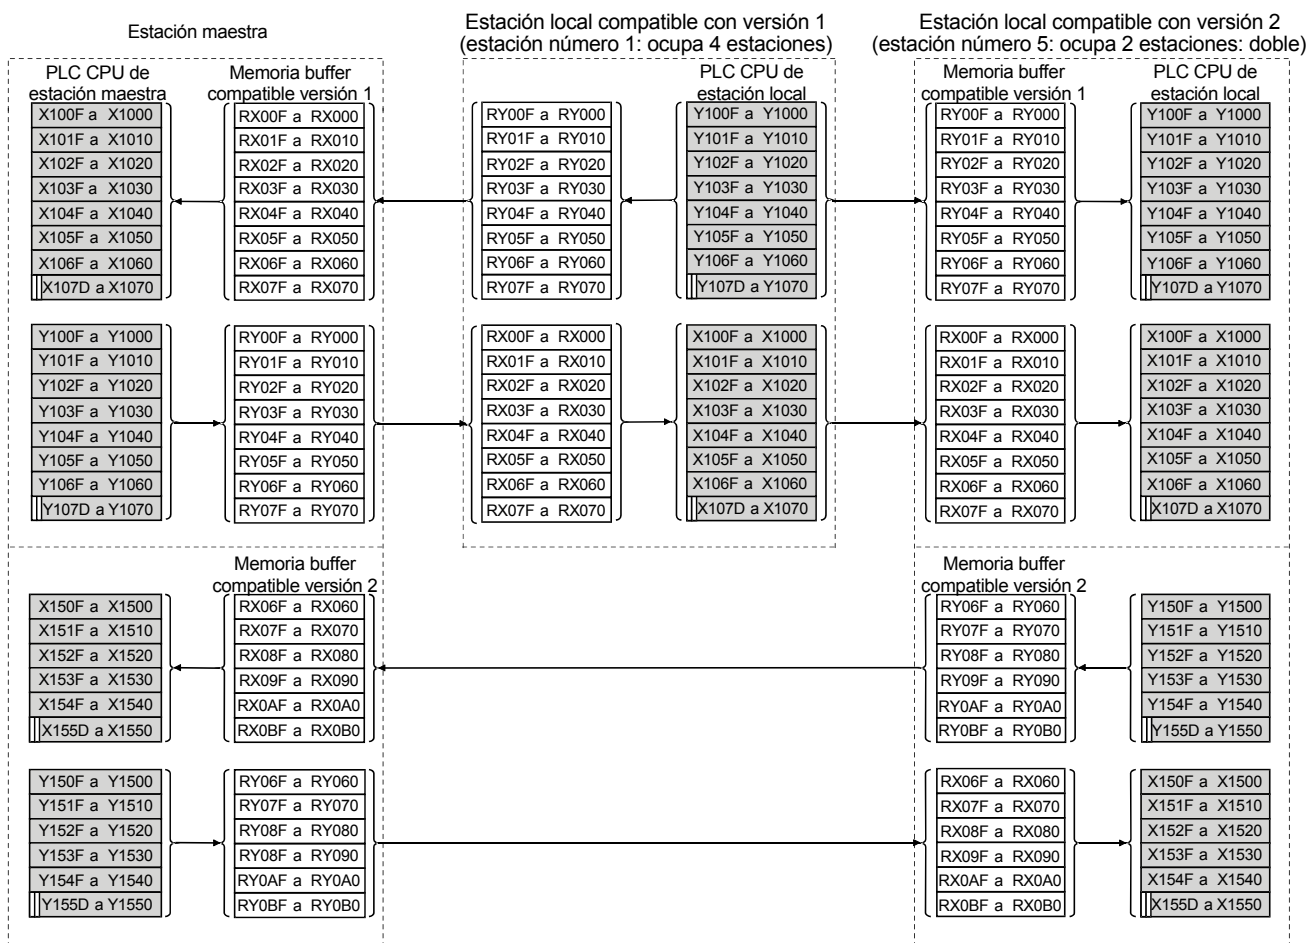 Estación maestra
Estación local compatible con versión 1
(estación número 1: ocupa 4 estaciones)
Estación local compatible con versión 2
(estación número 5: ocupa 2 estaciones: doble)
PLC CPU de
estación maestra
Memoria buffer
compatible versión 1
PLC CPU de
estación local
Memoria buffer
compatible versión 1
PLC CPU de
estación local
X100F a X1000
X101F a X1010
X102F a X1020
X103F a X1030
X104F a X1040
X105F a X1050
X106F a X1060
X107D a X1070
RX00F a RX000
RX01F a RX010
RX02F a RX020
RX03F a RX030
RX04F a RX040
RX05F a RX050
RX06F a RX060
RX07F a RX070
RY00F a RY000
RY01F a RY010
RY02F a RY020
RY03F a RY030
RY04F a RY040
RY05F a RY050
RY06F a RY060
RY07F a RY070
Y100F a Y1000
Y101F a Y1010
Y102F a Y1020
Y103F a Y1030
Y104F a Y1040
Y105F a Y1050
Y106F a Y1060
Y107D a Y1070
RY00F a RY000
RY01F a RY010
RY02F a RY020
RY03F a RY030
RY04F a RY040
RY05F a RY050
RY06F a RY060
RY07F a RY070
Y100F a Y1000
Y101F a Y1010
Y102F a Y1020
Y103F a Y1030
Y104F a Y1040
Y105F a Y1050
Y106F a Y1060
Y107D a Y1070
Y100F a Y1000
Y101F a Y1010
Y102F a Y1020
Y103F a Y1030
Y104F a Y1040
Y105F a Y1050
Y106F a Y1060
Y107D a Y1070
RY00F a RY000
RY01F a RY010
RY02F a RY020
RY03F a RY030
RY04F a RY040
RY05F a RY050
RY06F a RY060
RY07F a RY070
RX00F a RX000
RX01F a RX010
RX02F a RX020
RX03F a RX030
RX04F a RX040
RX05F a RX050
RX06F a RX060
RX07F a RX070
X100F a X1000
X101F a X1010
X102F a X1020
X103F a X1030
X104F a X1040
X105F a X1050
X106F a X1060
X107D a X1070
RX00F a RX000
RX01F a RX010
RX02F a RX020
RX03F a RX030
RX04F a RX040
RX05F a RX050
RX06F a RX060
RX07F a RX070
X100F a X1000
X101F a X1010
X102F a X1020
X103F a X1030
X104F a X1040
X105F a X1050
X106F a X1060
X107D a X1070
Memoria buffer
compatible versión 2
Memoria buffer
compatible versión 2
X150F a X1500
X151F a X1510
X152F a X1520
X153F a X1530
X154F a X1540
X155D a X1550
RX06F a RX060
RX07F a RX070
RX08F a RX080
RX09F a RX090
RX0AF a RX0A0
RX0BF a RX0B0
RY06F a RY060
RY07F a RY070
RY08F a RY080
RY09F a RY090
RY0AF a RY0A0
RY0BF a RY0B0
Y150F a Y1500
Y151F a Y1510
Y152F a Y1520
Y153F a Y1530
Y154F a Y1540
Y155D a Y1550
Y150F a Y1500
Y151F a Y1510
Y152F a Y1520
Y153F a Y1530
Y154F a Y1540
Y155D a Y1550
RY06F a RY060
RY07F a RY070
RY08F a RY080
RY08F a RY090
RY0AF a RY0A0
RY0BF a RY0B0
RX06F a RX060
RX07F a RX070
RX08F a RX080
RX09F a RX090
RX0AF a RX0A0
RX0BF a RX0B0
X150F a X1500
X151F a X1510
X152F a X1520
X153F a X1530
X154F a X1540
X155D a X1550